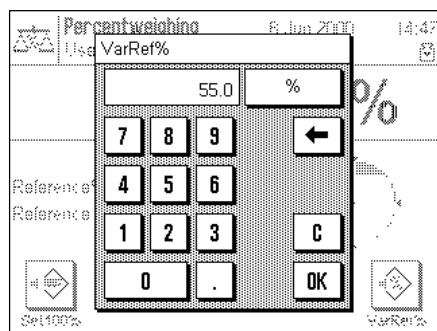 Percentweighing 6 Jun 2000 14:47
Use
VarRef%
55.0 %
%
7 8 9
Reference
4 5 6
Reference
1 2 3 C
0 . OK
Set100% VarRef%